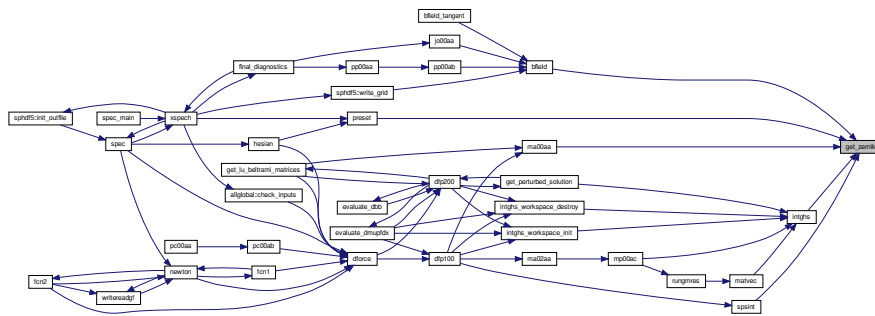 bfield_tangent
jo00aa
final_diagnostics
pp00aa
pp00ab
bfield
sphdf5::write_grid
sphdf5::init_outfile
spec_main
xspech
preset
spec
hesian
ma00aa
get_zernik
get_lu_beltrami_matrices
dfp200
get_perturbed_solution
allglobal::check_inputs
evaluate_dbb
intghs_workspace_destroy
intghs
evaluate_dmupfdx
intghs_workspace_init
pc00aa
pc00ab
dforce
dfp100
ma02aa
mp00ac
newton
fcn1
fcn2
rungmres
matvec
writereadgf
spsint